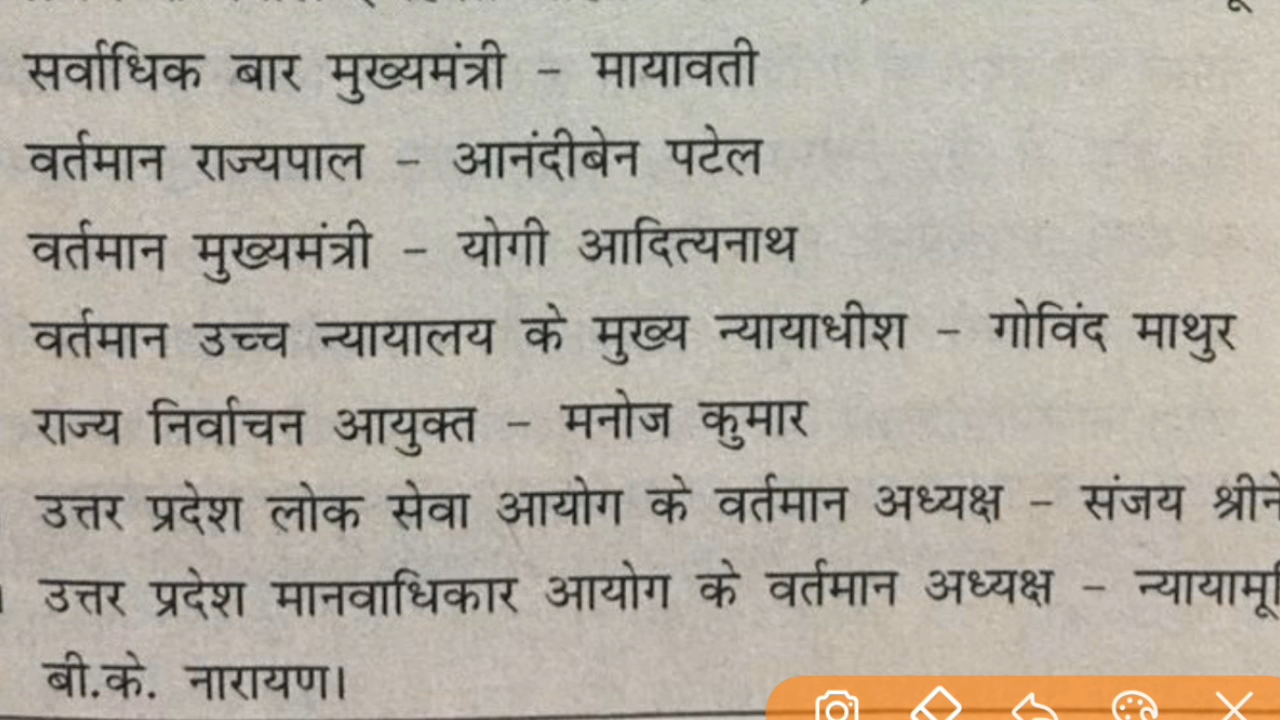 सर्वाधिक बार मुख्यमंत्री – मायावती
वर्तमान राज्यपाल – आनंदीबेन पटेल
वर्तमान मुख्यमंत्री – योगी आदित्यनाथ
वर्तमान उच्च न्यायालय के मुख्य न्यायाधीश – गोविंद माथुर
राज्य निर्वाचन आयुक्त – मनोज कुमार
उत्तर प्रदेश लोक सेवा आयोग के वर्तमान अध्यक्ष – संजय
उत्तर प्रदेश मानवाधिकार आयोग के वर्तमान अध्यक्ष –
बी.के. नारायण।